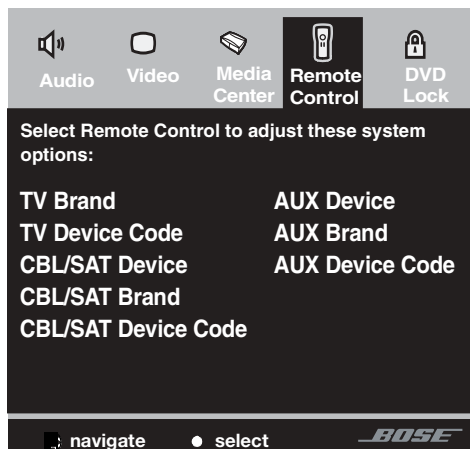 Audio
Video
Media
Center
Remote
Control
DVD
Lock
Select Remote Control to adjust these system
options:
TV Brand
TV Device Code
CBL/SAT Device
CBL/SAT Brand
CBL/SAT Device Code
AUX Device
AUX Brand
AUX Device Code
: navigate ● select
BOSE